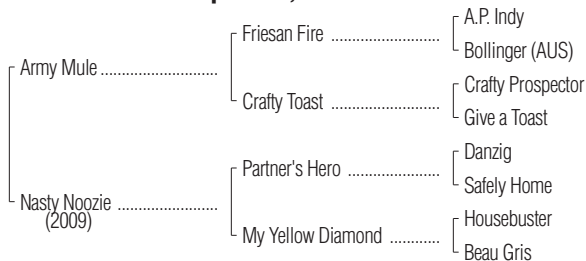 A.P. Indy
Friesan Fire ........................
Bollinger (AUS)
Army Mule ..........................
Crafty Prospector
Crafty Toast ........................
Give a Toast
Danzig
Partner's Hero ....................
Safely Home
Nasty Noozie ......................
(2009)
Housebuster
My Yellow Diamond ...........
Beau Gris